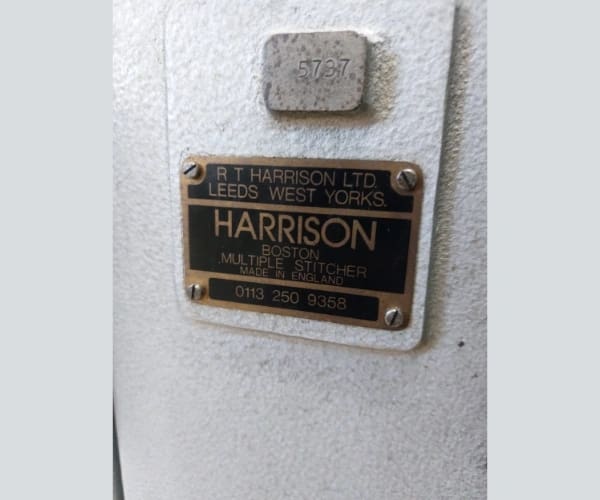 5737
R T HARRISON LTD.
LEEDS WEST YORKS.
HARRISON
BOSTON
MULTIPLE STITCHER
MADE IN ENGLAND
0113 250 9358